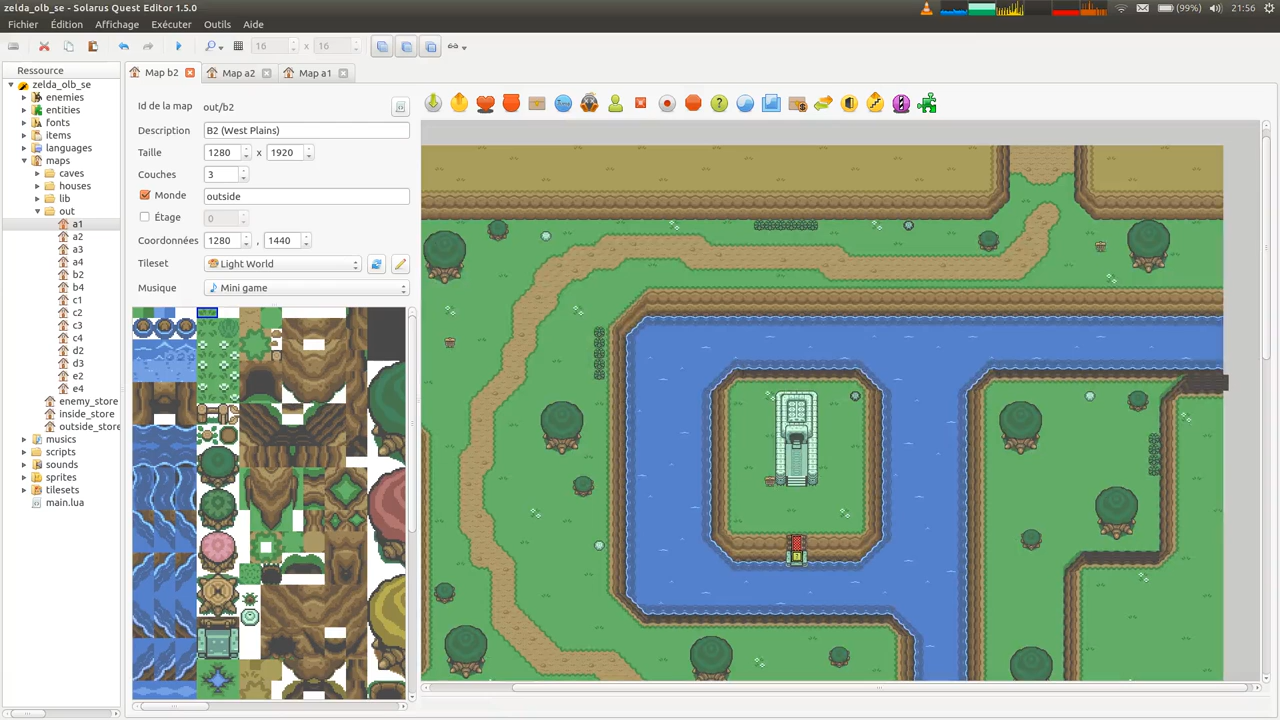 zelda_olb_se - Solarus Quest Editor 1.5.0
(99%)
21:56
Fichier Édition Affichage Exécuter Outils Aide
16 x 16
Ressource
zelda_olb_se
enemies
entities
fonts
items
languages
maps
caves
houses
lib
out
a1
a2
a3
a4
b2
b4
c1
c2
c3
c4
d2
d3
e2
e4
enemy_store
inside_store
outside_store
musics
scripts
sounds
sprites
tilesets
main.lua
Map b2 Map a2 Map a1
Id de la map out/b2
Description B2 (West Plains)
Taille 1280 x 1920
Couches 3
Monde outside
Étage 0
Coordonnées 1280 , 1440
Tileset Light World
Musique Mini game